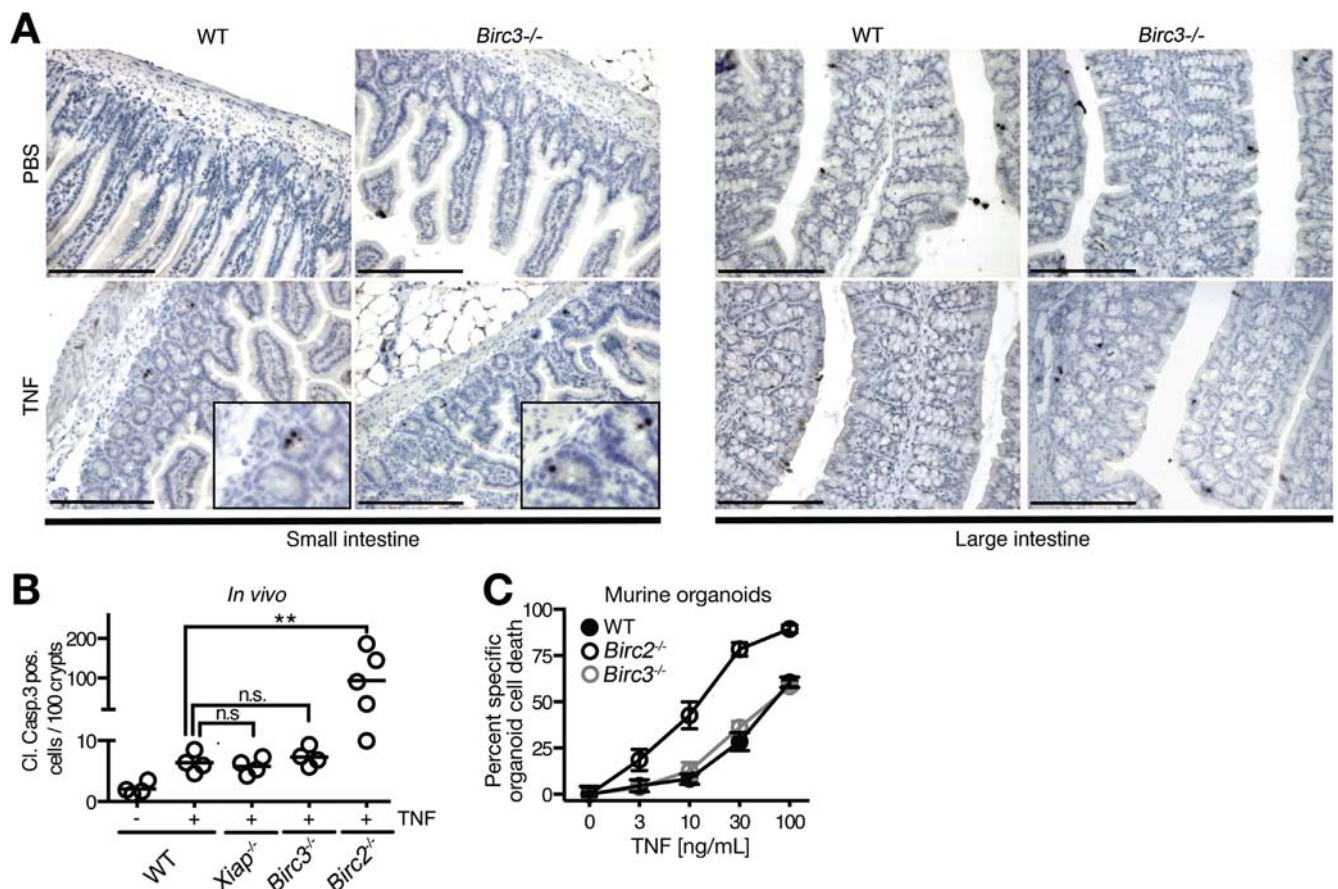 A
WT
Birc3-/-
WT
Birc3-/-
PBS
TNF
Small intestine
Large intestine
B
In vivo
Cl. Casp.3 pos.
cells / 100 crypts
200
100
10
0
**
n.s.
n.s
- + + + + TNF
WT
Xiap-/-
Birc3-/-
Birc2-/-
C
Murine organoids
Percent specific
organoid cell death
100
75
50
25
0
WT
Birc2-/-
Birc3-/-
0 3 10 30 100
TNF [ng/mL]